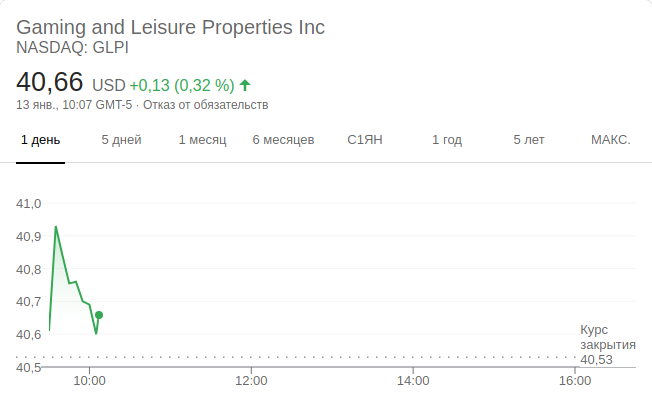 Gaming and Leisure Properties Inc
NASDAQ: GLPI
40,66 USD +0,13 (0,32 %)
13 янв., 10:07 GMT-5 · Отказ от обязательств
1 день 5 дней 1 месяц 6 месяцев С1ЯН 1 год 5 лет МАКС.
41,0
40,9
40,8
40,7
40,6
40,5
Курс
закрытия
40,53
10:00 12:00 14:00 16:00